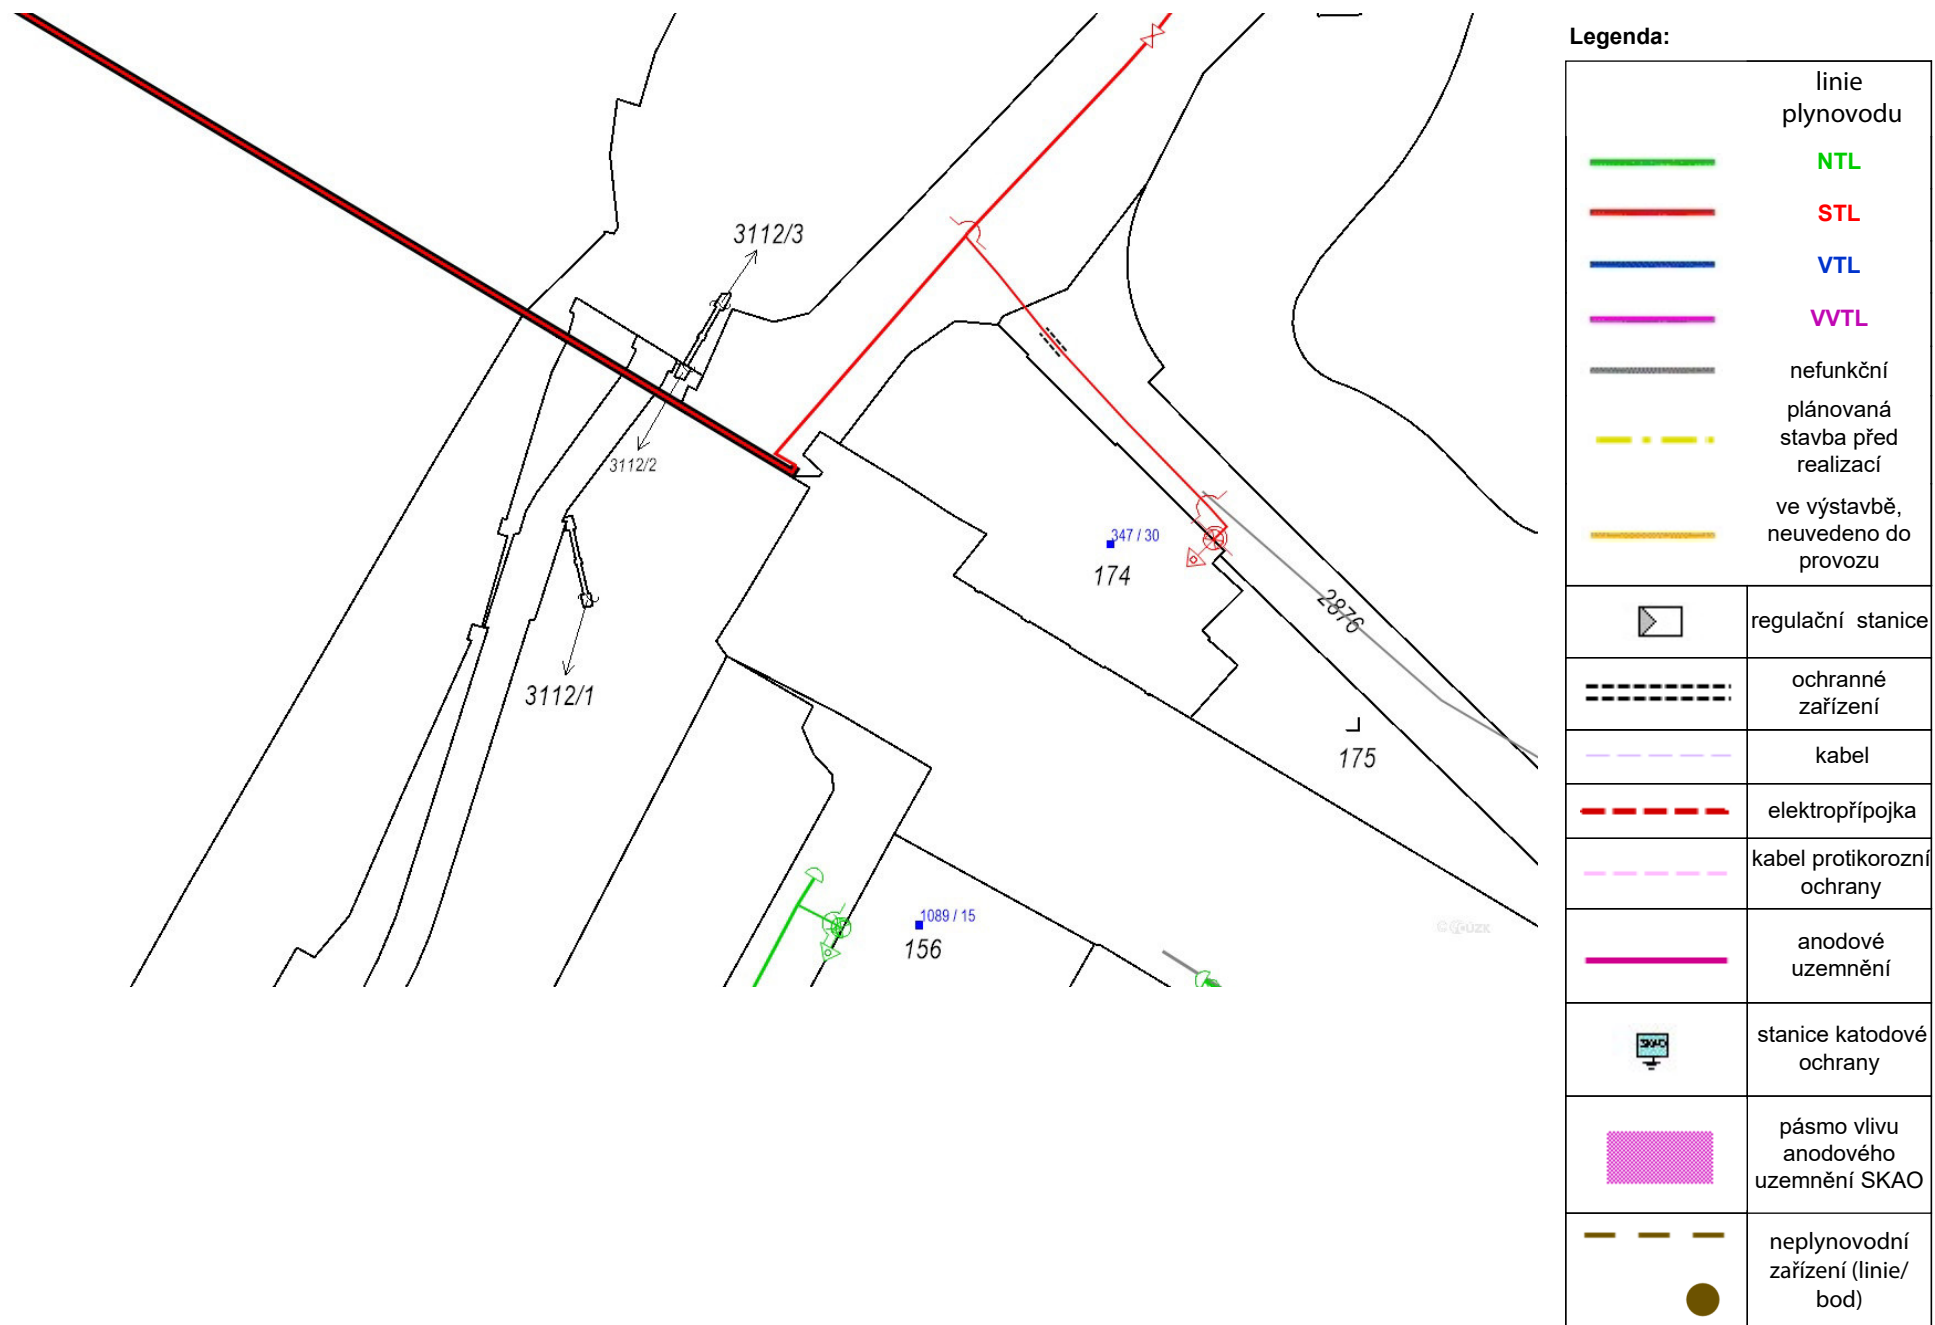 3112/3
3112/2
3112/1
347 / 30
174
2876
175
1089 / 15
156
© ČÚZK
Legenda:
linie
plynovodu
NTL
STL
VTL
VVTL
nefunkční
plánovaná
stavba před
realizací
ve výstavbě,
neuvedeno do
provozu
regulační stanice
ochranné
zařízení
kabel
elektropřípojka
kabel protikorozní
ochrany
anodové
uzemnění
SKAO
stanice katodové
ochrany
pásmo vlivu
anodového
uzemnění SKAO
neplynovodní
zařízení (linie/
bod)